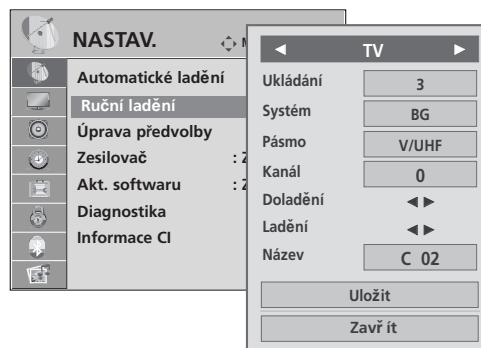 NASTAV.
Automatické ladění
Ruční ladění
Úprava předvolby
Zesilovač :
Akt. softwaru :
Diagnostika
Informace CI
◄ TV ►
Ukládání 3
Systém BG
Pásmo V/UHF
Kanál 0
Doladění ◄►
Ladění ◄►
Název C 02
Uložit
Zavř ít